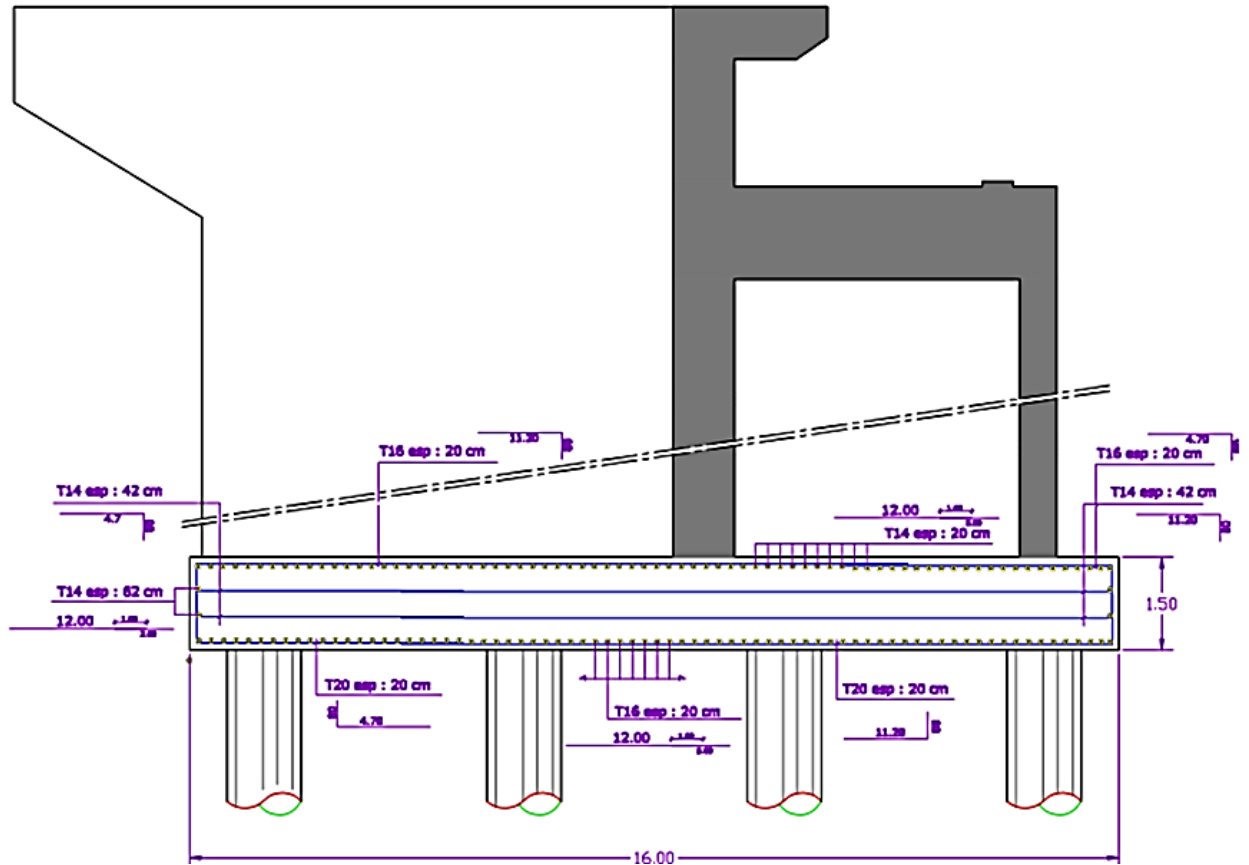 11.20
4.70
T16 esp : 20 cm
T16 esp : 20 cm
T14 esp : 42 cm
T14 esp : 42 cm
4.7
12.00
11.20
T14 esp : 20 cm
T14 esp : 62 cm
1.50
12.00
T20 esp : 20 cm
T20 esp : 20 cm
T16 esp : 20 cm
4.70
12.00
11.20
16.00